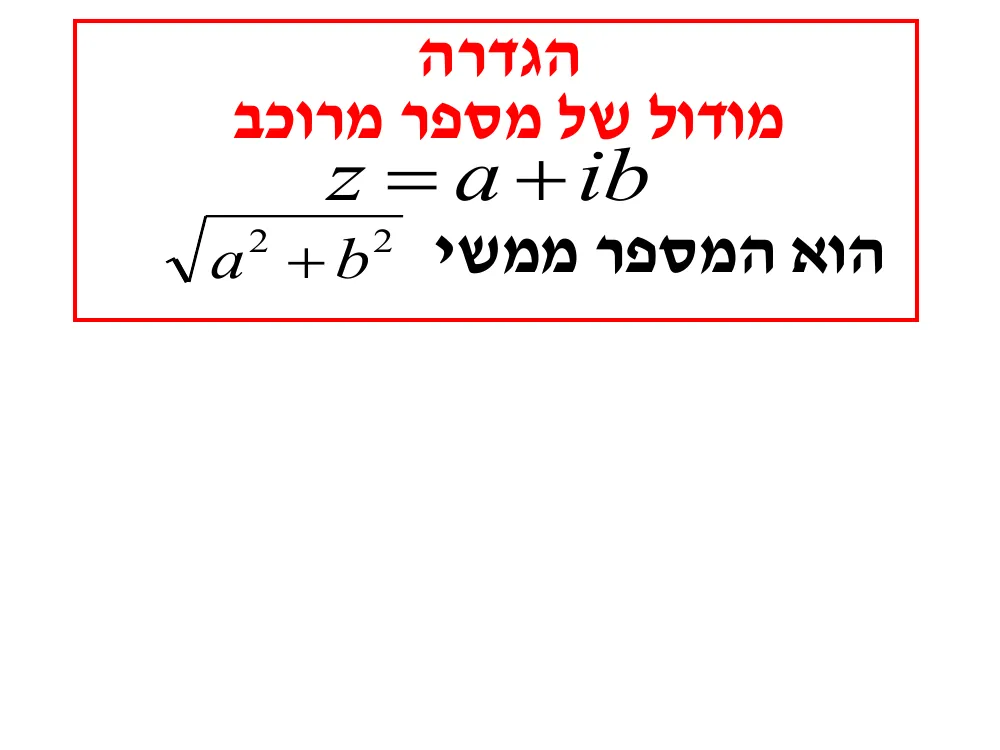 הגדרה
מודול של מספר מרוכב
z = a + ib
הוא המספר ממשי √(a² + b²)